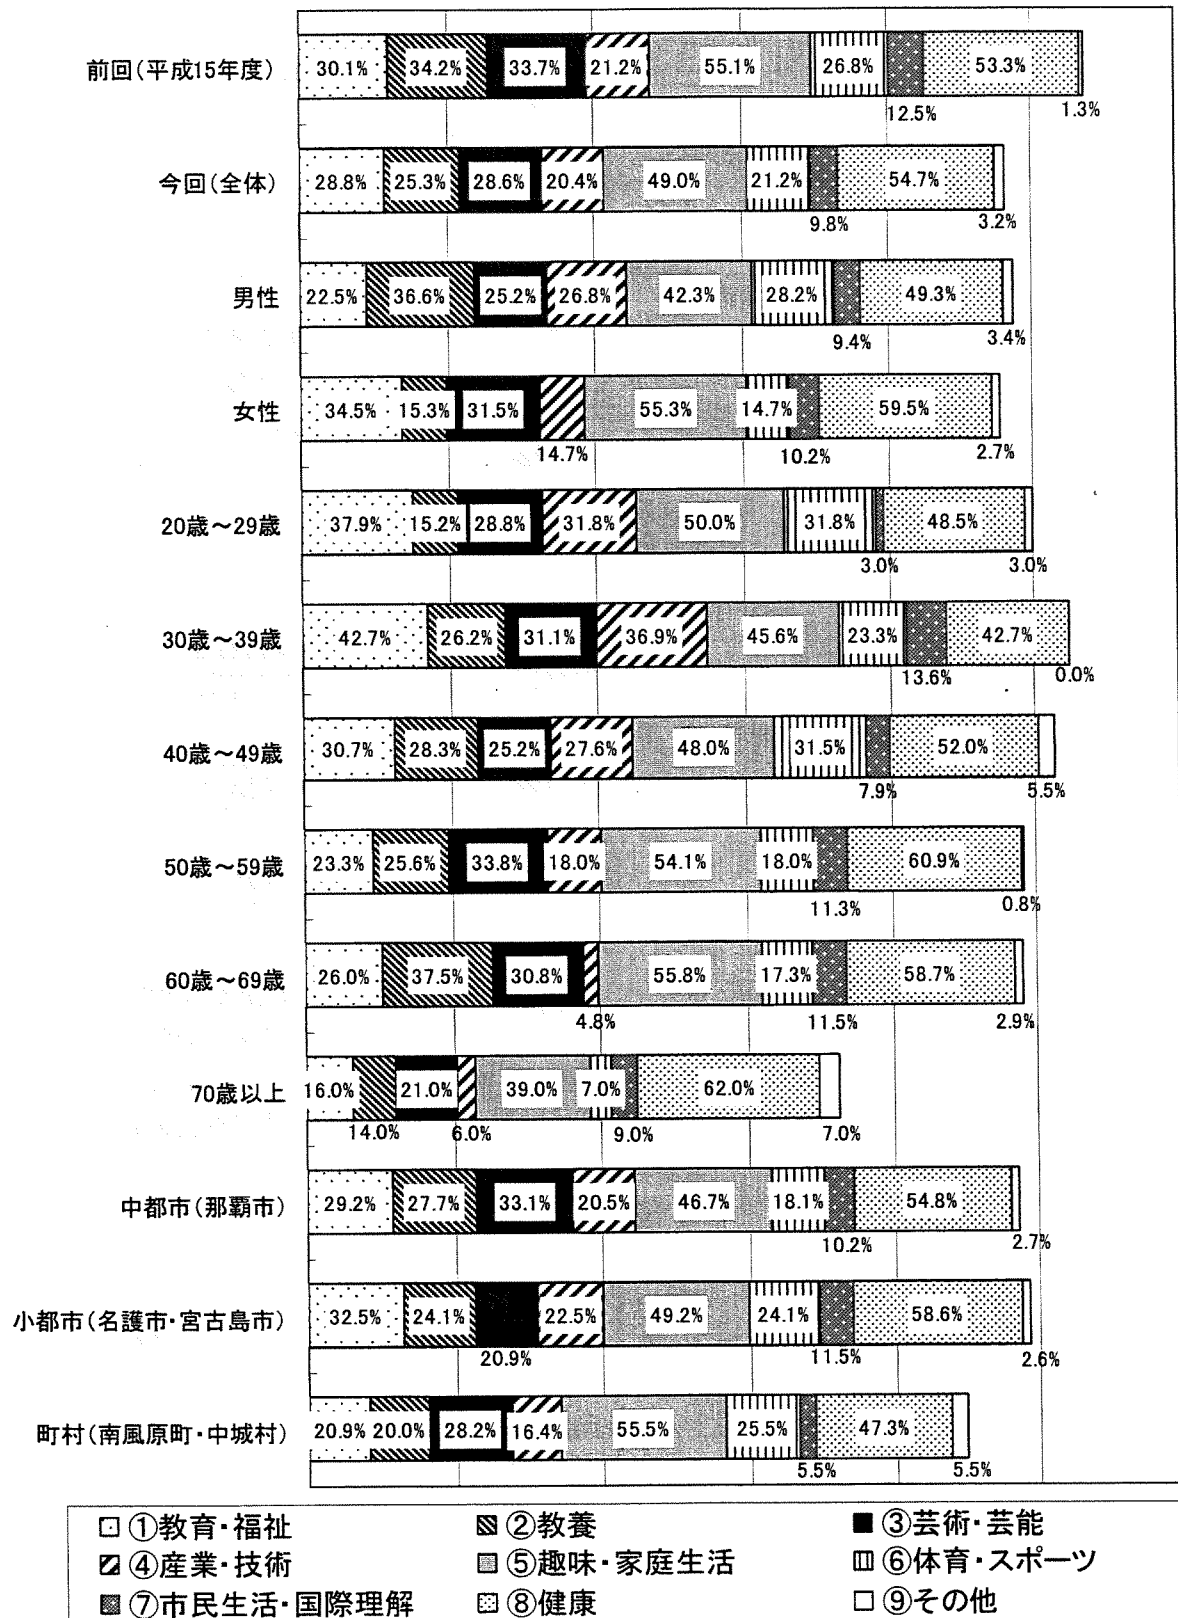 前回(平成15年度) 30.1% 34.2% 33.7% 21.2% 55.1% 26.8% 53.3%
12.5% 1.3%
今回(全体) 28.8% 25.3% 28.6% 20.4% 49.0% 21.2% 54.7%
9.8% 3.2%
男性 22.5% 36.6% 25.2% 26.8% 42.3% 28.2% 49.3%
9.4% 3.4%
女性 34.5% 15.3% 31.5% 55.3% 14.7% 59.5%
14.7% 10.2% 2.7%
20歳～29歳 37.9% 15.2% 28.8% 31.8% 50.0% 31.8% 48.5%
3.0% 3.0%
30歳～39歳 42.7% 26.2% 31.1% 36.9% 45.6% 23.3% 42.7%
13.6% 0.0%
40歳～49歳 30.7% 28.3% 25.2% 27.6% 48.0% 31.5% 52.0%
7.9% 5.5%
50歳～59歳 23.3% 25.6% 33.8% 18.0% 54.1% 18.0% 60.9%
11.3% 0.8%
60歳～69歳 26.0% 37.5% 30.8% 55.8% 17.3% 58.7%
4.8% 11.5% 2.9%
70歳以上 16.0% 21.0% 39.0% 7.0% 62.0%
14.0% 6.0% 9.0% 7.0%
中都市(那覇市) 29.2% 27.7% 33.1% 20.5% 46.7% 18.1% 54.8%
10.2% 2.7%
小都市(名護市・宮古島市) 32.5% 24.1% 22.5% 49.2% 24.1% 58.6%
20.9% 11.5% 2.6%
町村(南風原町・中城村) 20.9% 20.0% 28.2% 16.4% 55.5% 25.5% 47.3%
5.5% 5.5%
①教育・福祉 ②教養 ③芸術・芸能
④産業・技術 ⑤趣味・家庭生活 ⑥体育・スポーツ
⑦市民生活・国際理解 ⑧健康 ⑨その他